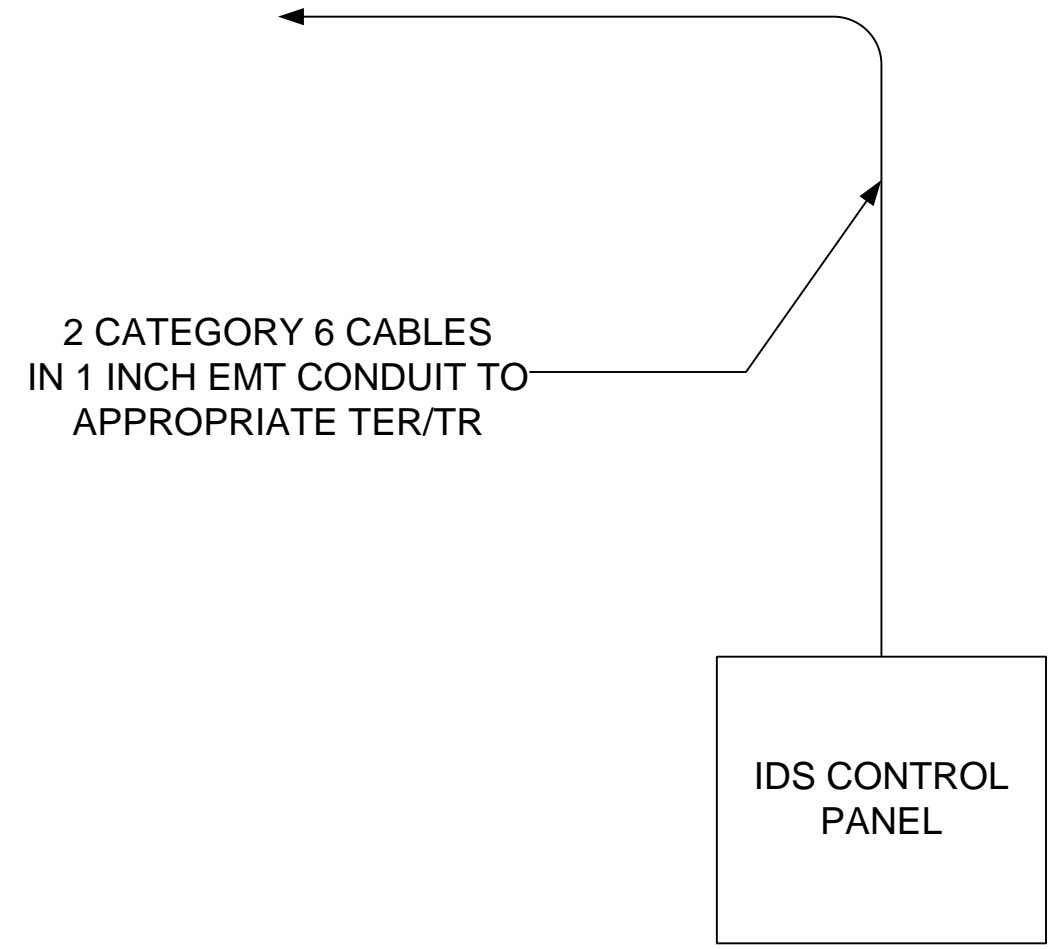 2 CATEGORY 6 CABLES
IN 1 INCH EMT CONDUIT TO
APPROPRIATE TER/TR
IDS CONTROL
PANEL